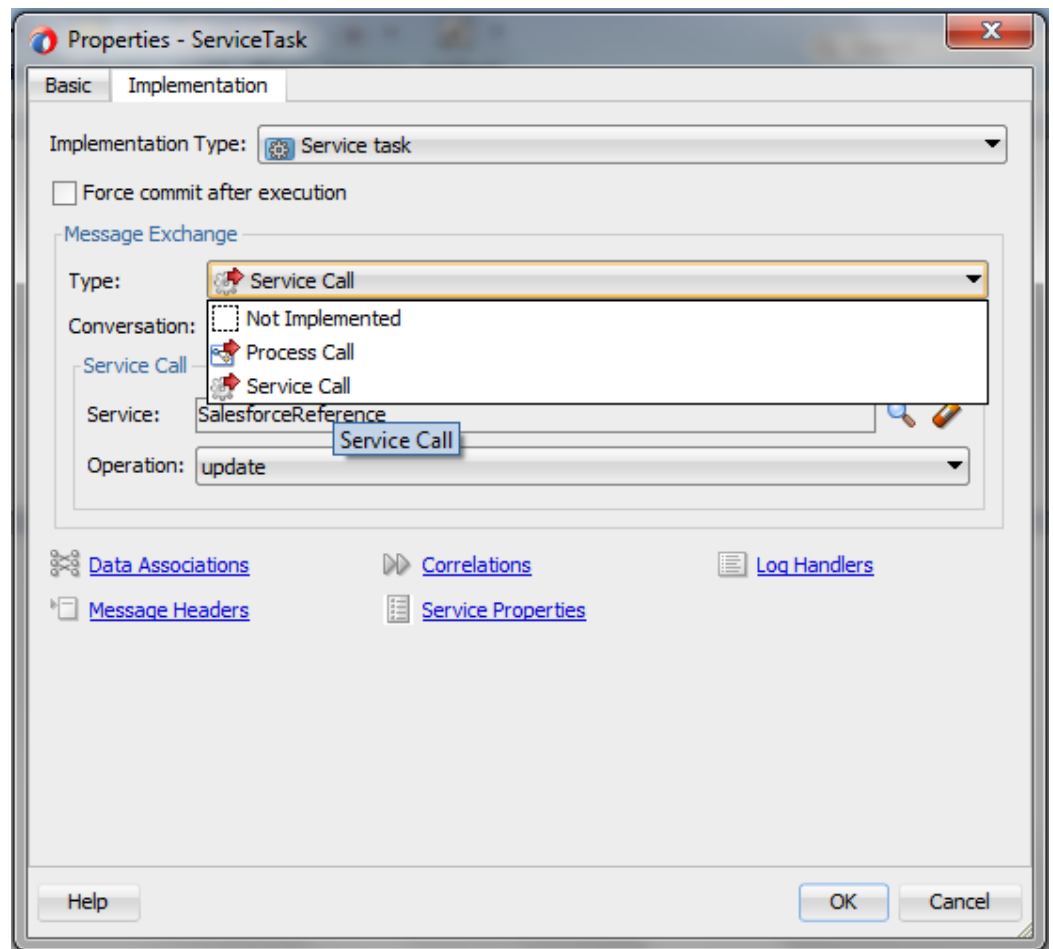 Properties - ServiceTask
x
Basic Implementation
Implementation Type: Service task
Force commit after execution
Message Exchange
Type: Service Call
Not Implemented
Conversation:
Process Call
Service Call
Service Call
Service: SalesforceReference
Service Call
Operation: update
Data Associations Correlations Log Handlers
Message Headers Service Properties
Help OK Cancel